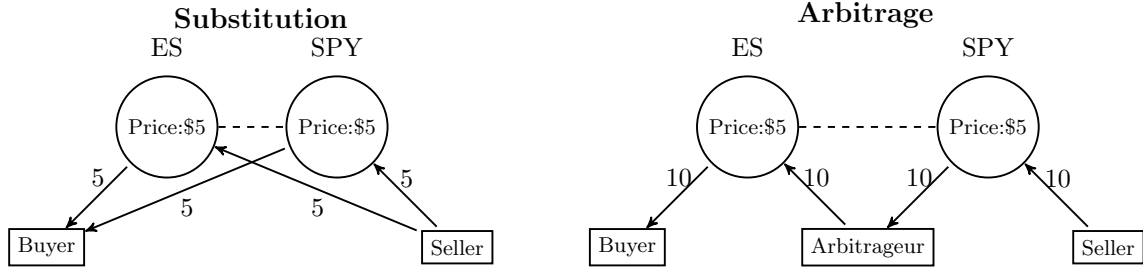 Substitution
ES SPY
Price:$5 Price:$5
5 5 5 5
Buyer Seller
Arbitrage
ES SPY
Price:$5 Price:$5
10 10 10 10
Buyer Arbitrageur Seller